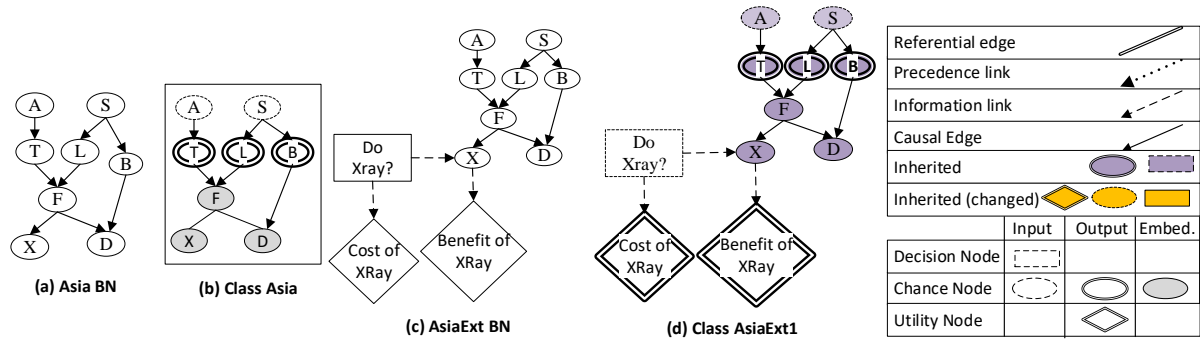 A
S
T
L
B
F
X
D
(a) Asia BN
A
S
T
L
B
F
X
D
(b) Class Asia
A
S
T
L
B
F
X
D
Do
Xray?
Cost of
XRay
Benefit of
XRay
(c) AsiaExt BN
A
S
T
L
B
F
X
D
Do
Xray?
Cost of
XRay
Benefit of
XRay
(d) Class AsiaExt1
Referential edge
Precedence link
Information link
Causal Edge
Inherited
Inherited (changed)
Input Output Embed.
Decision Node
Chance Node
Utility Node